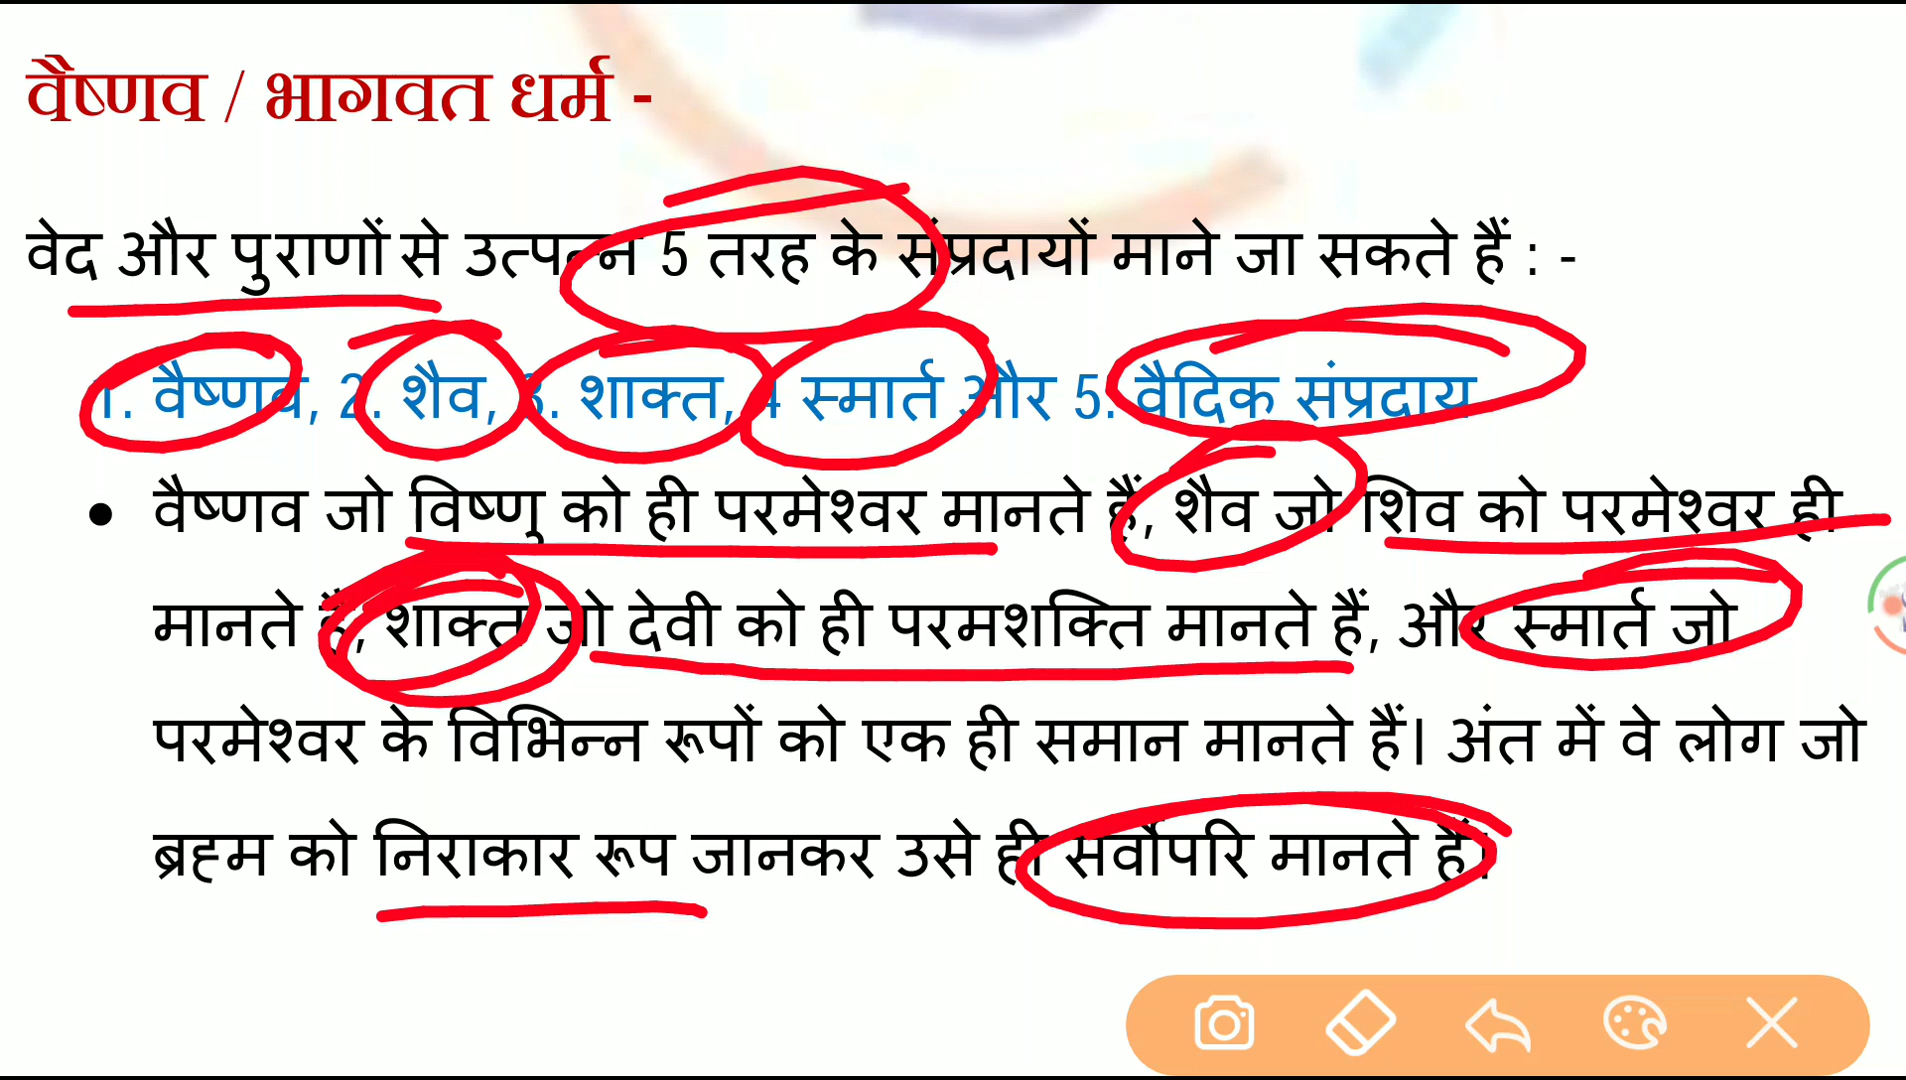 वैष्णव / भागवत धर्म -
वेद और पुराणों से उत्पन्न 5 तरह के संप्रदायों माने जा सकते हैं : -
1. वैष्णव, 2. शैव, 3. शाक्त, 4 स्मार्त और 5. वैदिक संप्रदाय
● वैष्णव जो विष्णु को ही परमेश्वर मानते हैं, शैव जो शिव को परमेश्वर ही
मानते हैं, शाक्त जो देवी को ही परमशक्ति मानते हैं, और स्मार्त जो
परमेश्वर के विभिन्न रूपों को एक ही समान मानते हैं। अंत में वे लोग जो
ब्रह्म को निराकार रूप जानकर उसे ही सर्वोपरि मानते हैं।